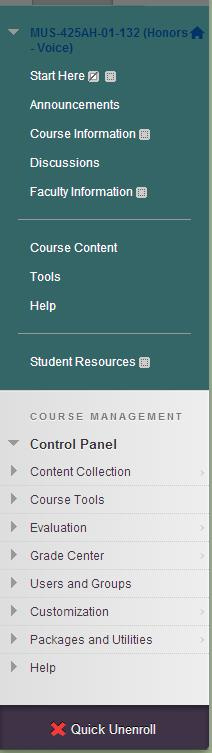 MUS-425AH-01-132 (Honors
- Voice)
Start Here
Announcements
Course Information
Discussions
Faculty Information
Course Content
Tools
Help
Student Resources
COURSE MANAGEMENT
Control Panel
Content Collection
Course Tools
Evaluation
Grade Center
Users and Groups
Customization
Packages and Utilities
Help
Quick Unenroll